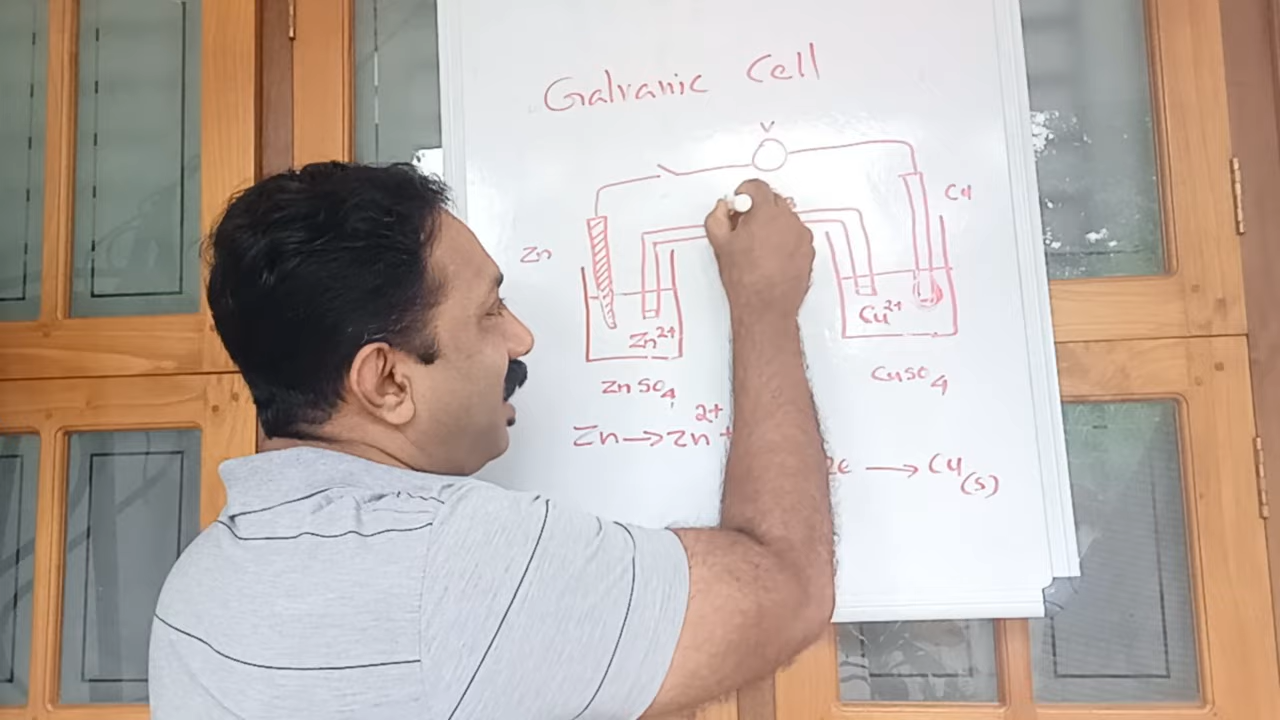 Galvanic Cell
V
Cu
Zn
Zn²⁺
Cu²⁺
ZnSO₄
CuSO₄
Zn → Zn²⁺ +
2e → Cu(s)